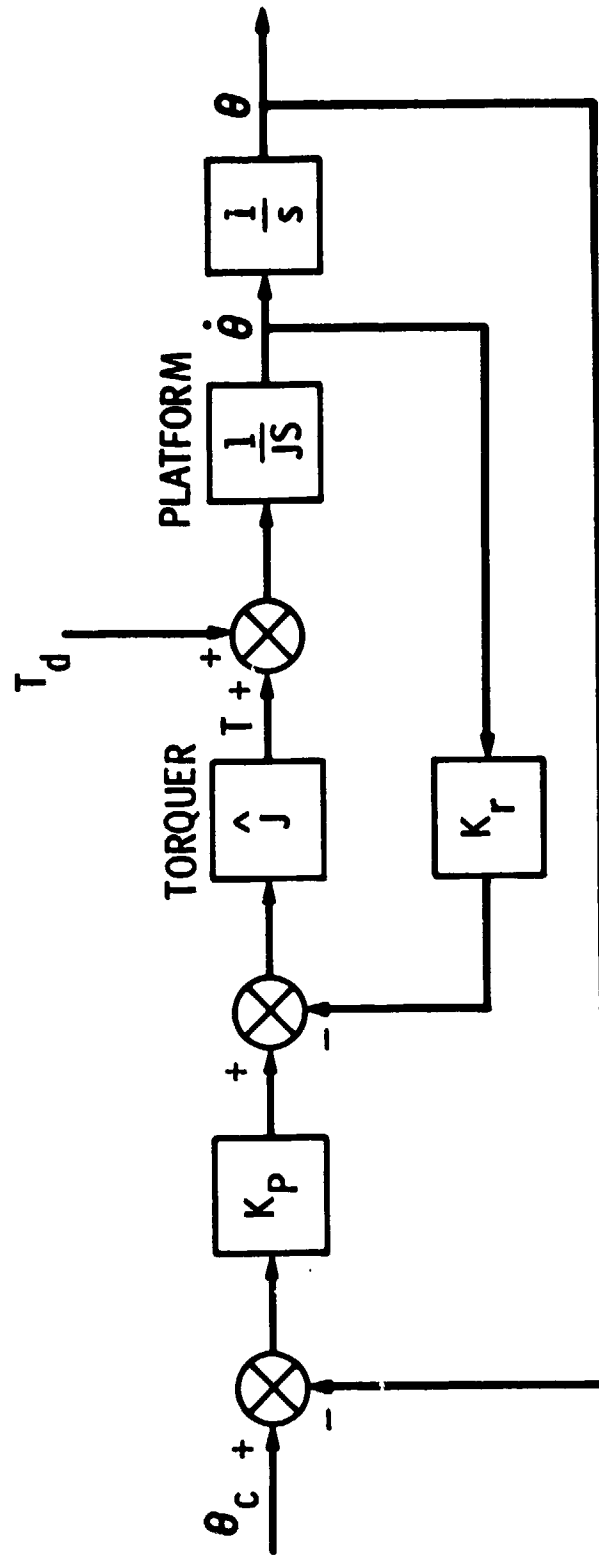 θc
+
−
KP
+
−
TORQUER
Ĵ
T
+
+
Td
PLATFORM
1
JS
θ̇
1
s
θ
Kr